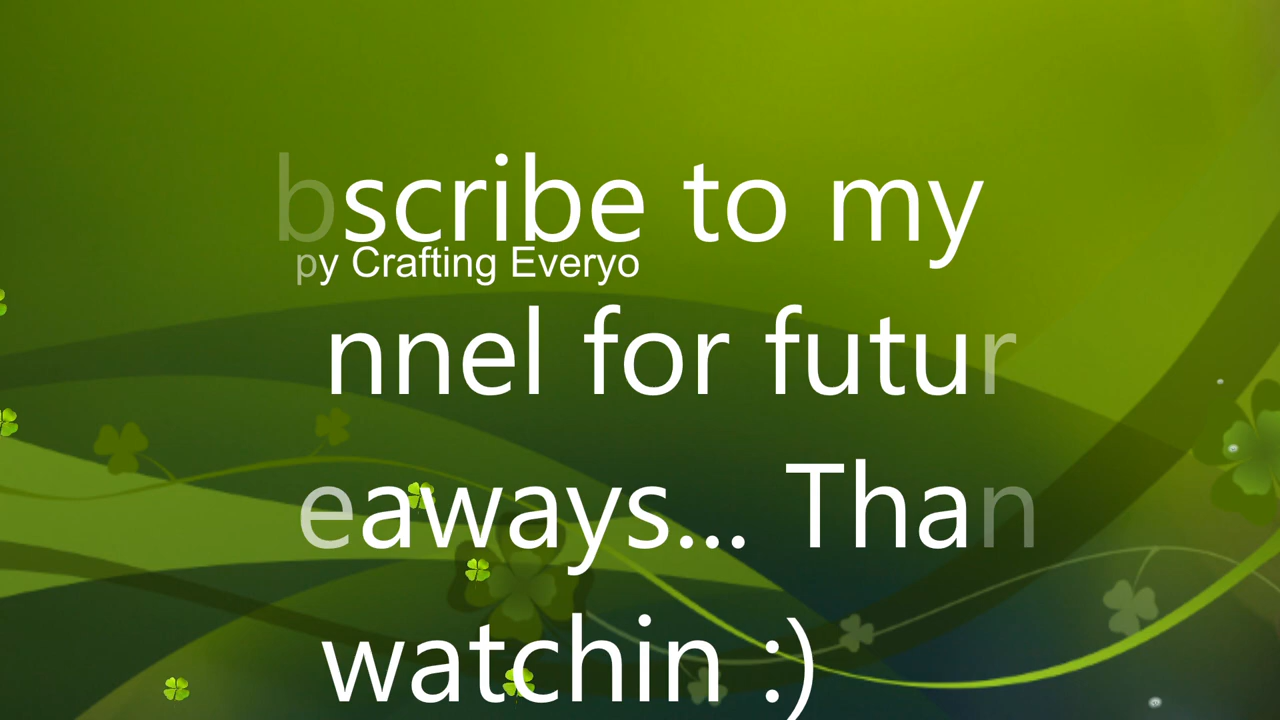 bscribe to my
py Crafting Everyo
nnel for futur
eaways... Than
watchin :)